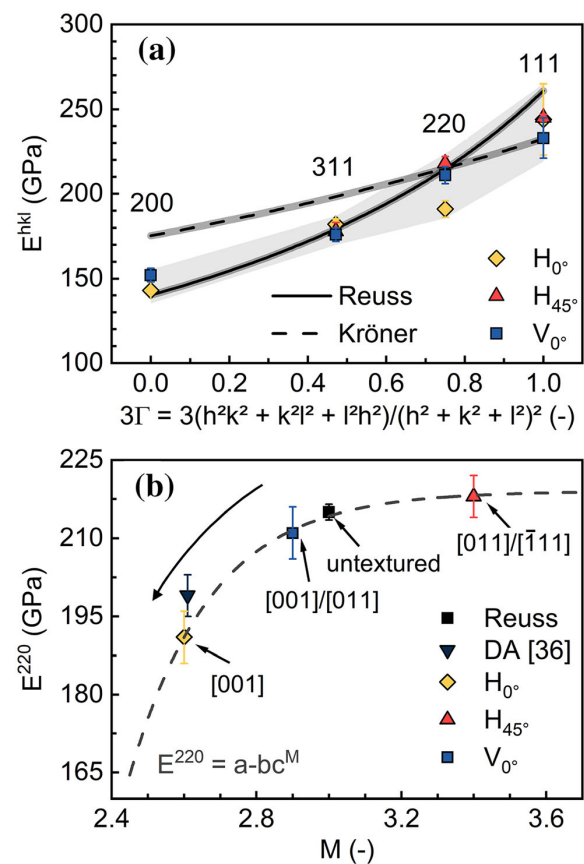 (a)
300
250
200
150
100
E^hkl (GPa)
200
311
220
111
Reuss
Kröner
H₀°
H₄₅°
V₀°
0.0 0.2 0.4 0.6 0.8 1.0
3Γ = 3(h²k² + k²l² + l²h²)/(h² + k² + l²)² (-)
(b)
225
210
195
180
165
E²²⁰ (GPa)
[011]/[1̅11]
untextured
[001]/[011]
[001]
Reuss
DA [36]
H₀°
H₄₅°
V₀°
E²²⁰ = a-bc^M
2.4 2.8 3.2 3.6
M (-)